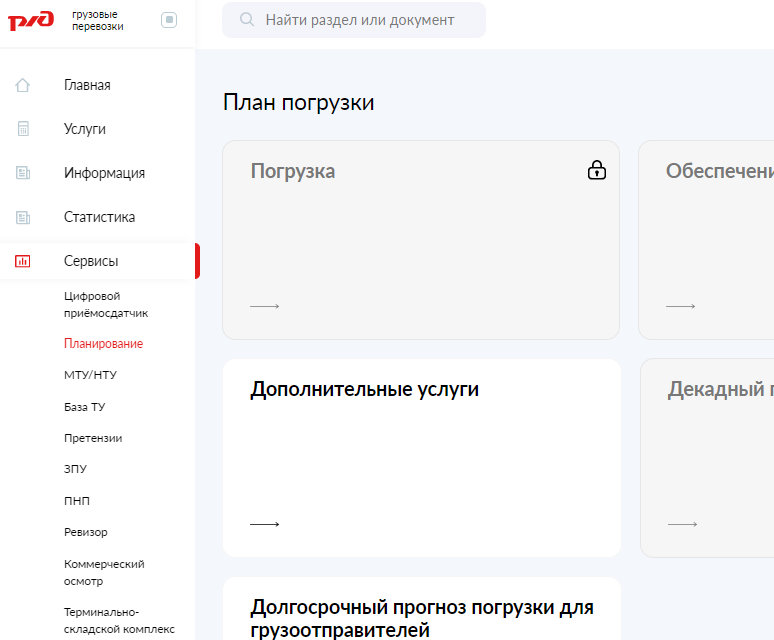 ржд
грузовые
перевозки
Найти раздел или документ
Главная
Услуги
Информация
Статистика
Сервисы
Цифровой
приёмосдатчик
Планирование
МТУ/НТУ
База ТУ
Претензии
ЗПУ
ПНП
Ревизор
Коммерческий
осмотр
Терминально-
складской комплекс
План погрузки
Погрузка
Обеспечени
Дополнительные услуги
Декадный п
Долгосрочный прогноз погрузки для
грузоотправителей